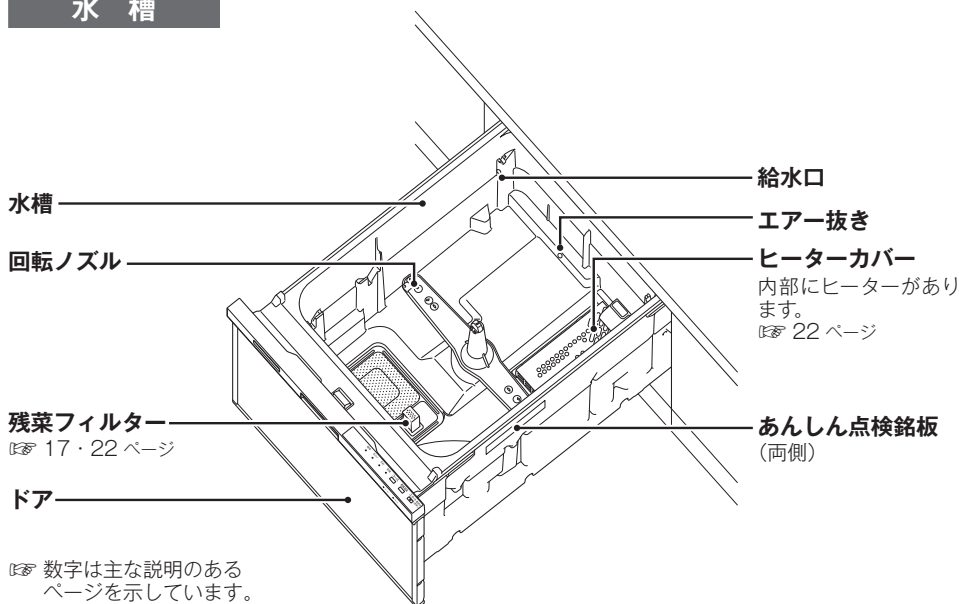 水 槽
水槽
回転ノズル
残菜フィルター
☞ 17・22 ページ
ドア
☞ 数字は主な説明のある
ページを示しています。
給水口
エアー抜き
ヒーターカバー
内部にヒーターがあり
ます。
☞ 22 ページ
あんしん点検銘板
（両側）